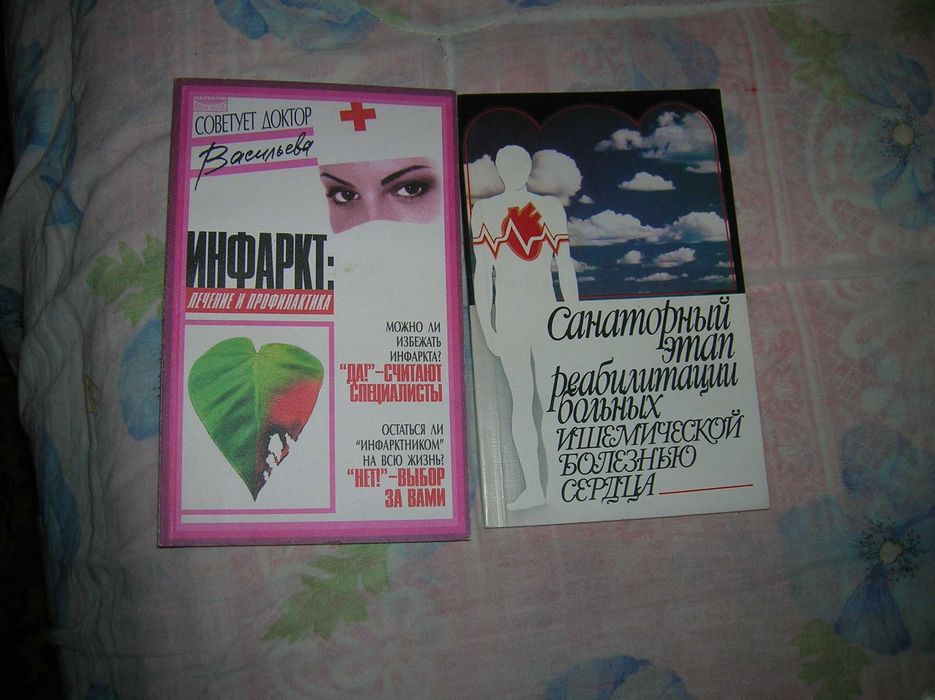 СОВЕТУЕТ ДОКТОР
Васильева
ИНФАРКТ:
ЛЕЧЕНИЕ И ПРОФИЛАКТИКА
МОЖНО ЛИ
ИЗБЕЖАТЬ
ИНФАРКТА?
“ДА!”–СЧИТАЮТ
СПЕЦИАЛИСТЫ
ОСТАТЬСЯ ЛИ
“ИНФАРКТНИКОМ”
НА ВСЮ ЖИЗНЬ?
“НЕТ!”–ВЫБОР
ЗА ВАМИ
Санаторный
этап
реабилитации
больных
ИШЕМИЧЕСКОЙ
БОЛЕЗНЬЮ
СЕРДЦА